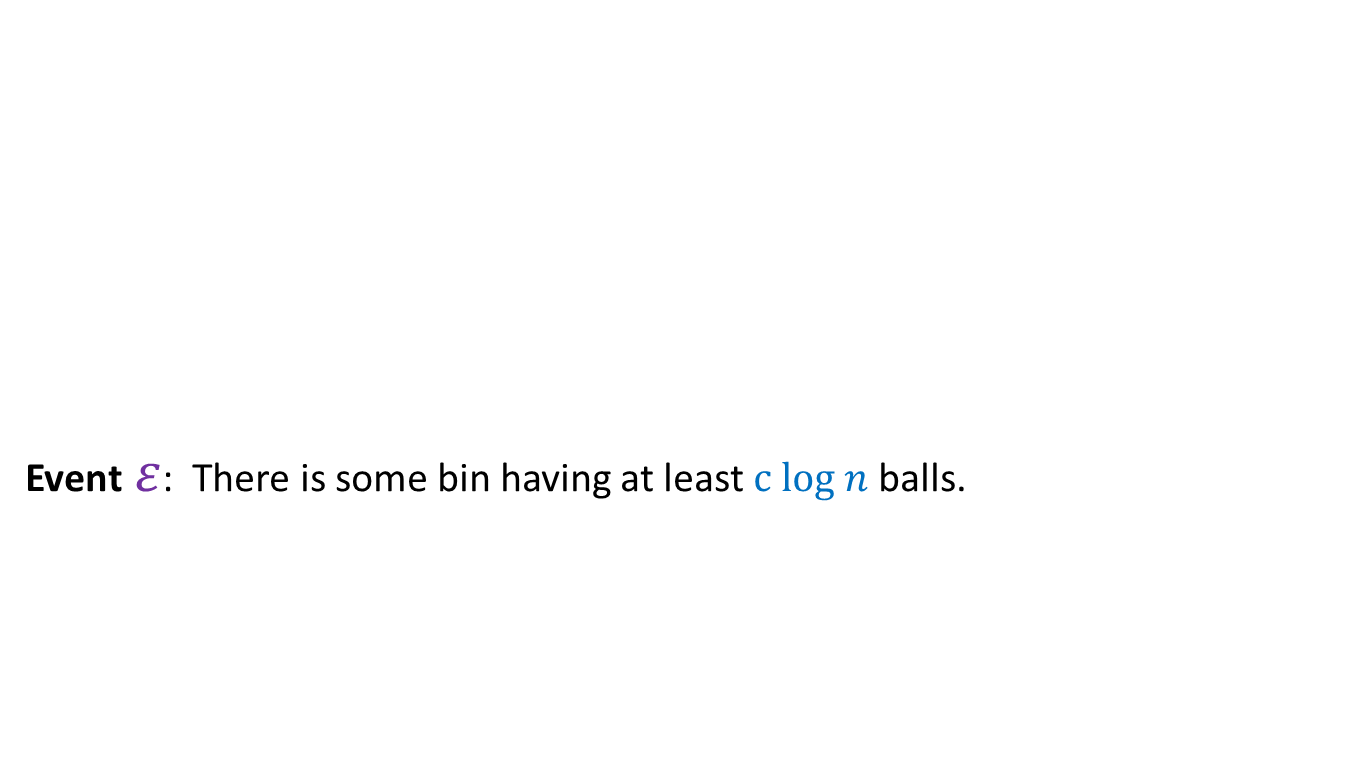 Event ℰ: There is some bin having at least c log n balls.